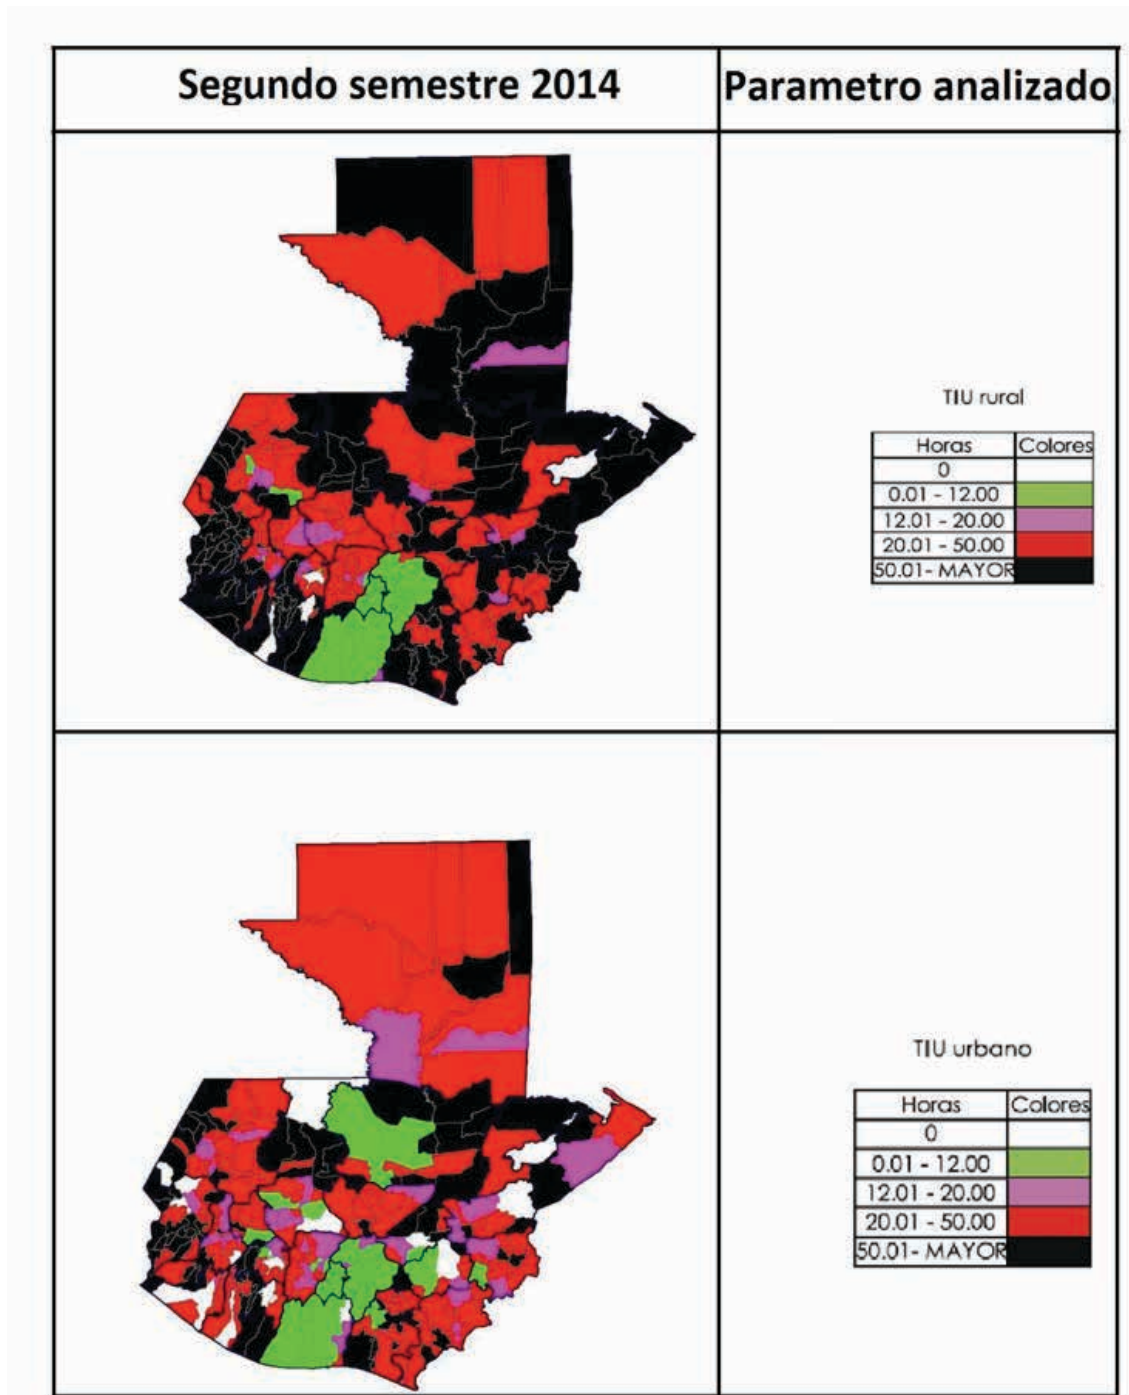 Segundo semestre 2014
Parametro analizado
TIU rural
Horas Colores
0
0.01 - 12.00
12.01 - 20.00
20.01 - 50.00
50.01- MAYOR
TIU urbano
Horas Colores
0
0.01 - 12.00
12.01 - 20.00
20.01 - 50.00
50.01- MAYOR